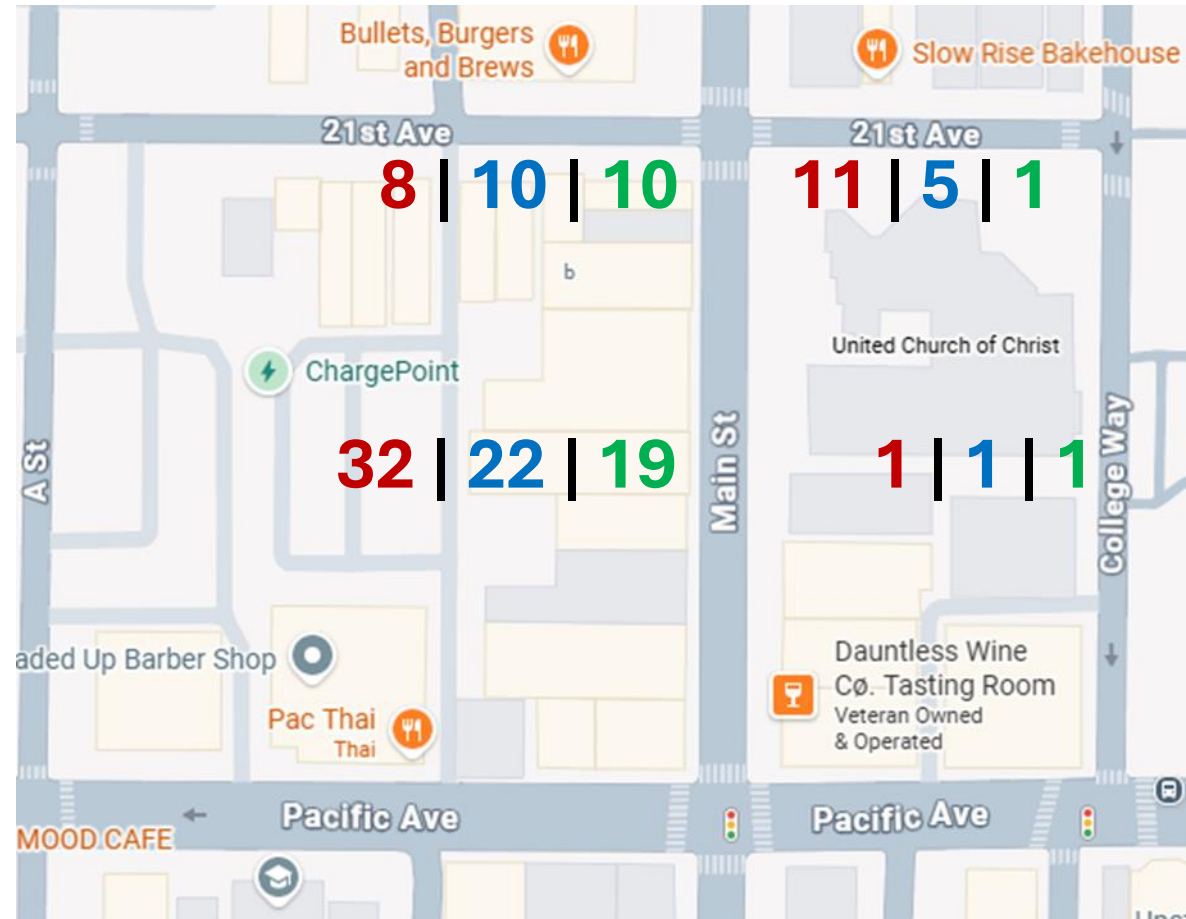 Bullets, Burgers
and Brews
Slow Rise Bakehouse
21st Ave
21st Ave
8 | 10 | 10
11 | 5 | 1
b
United Church of Christ
ChargePoint
A St
Main St
College Way
32 | 22 | 19
1 | 1 | 1
aded Up Barber Shop
Dauntless Wine
Cø. Tasting Room
Veteran Owned
& Operated
Pac Thai
Thai
Pacific Ave
Pacific Ave
MOOD CAFE